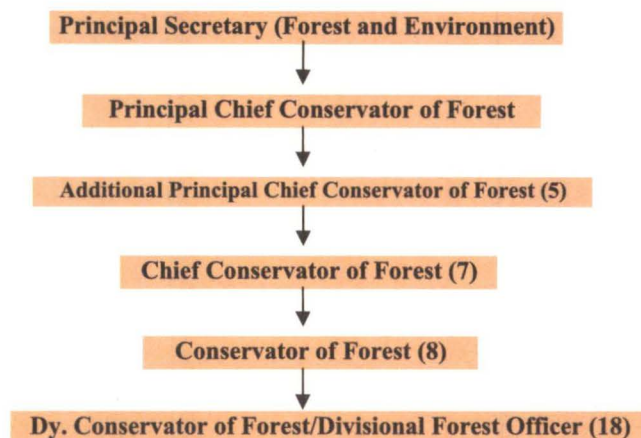 Principal Secretary (Forest and Environment)
Principal Chief Conservator of Forest
Additional Principal Chief Conservator of Forest (5)
Chief Conservator of Forest (7)
Conservator of Forest (8)
Dy. Conservator of Forest/Divisional Forest Officer (18)